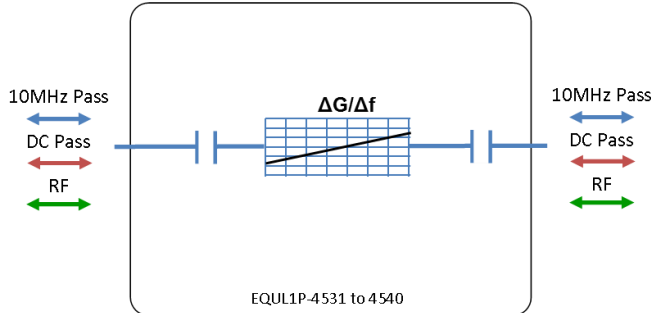 ΔG/Δf
10MHz Pass
DC Pass
RF
10MHz Pass
DC Pass
RF
EQUL1P-4531 to 4540